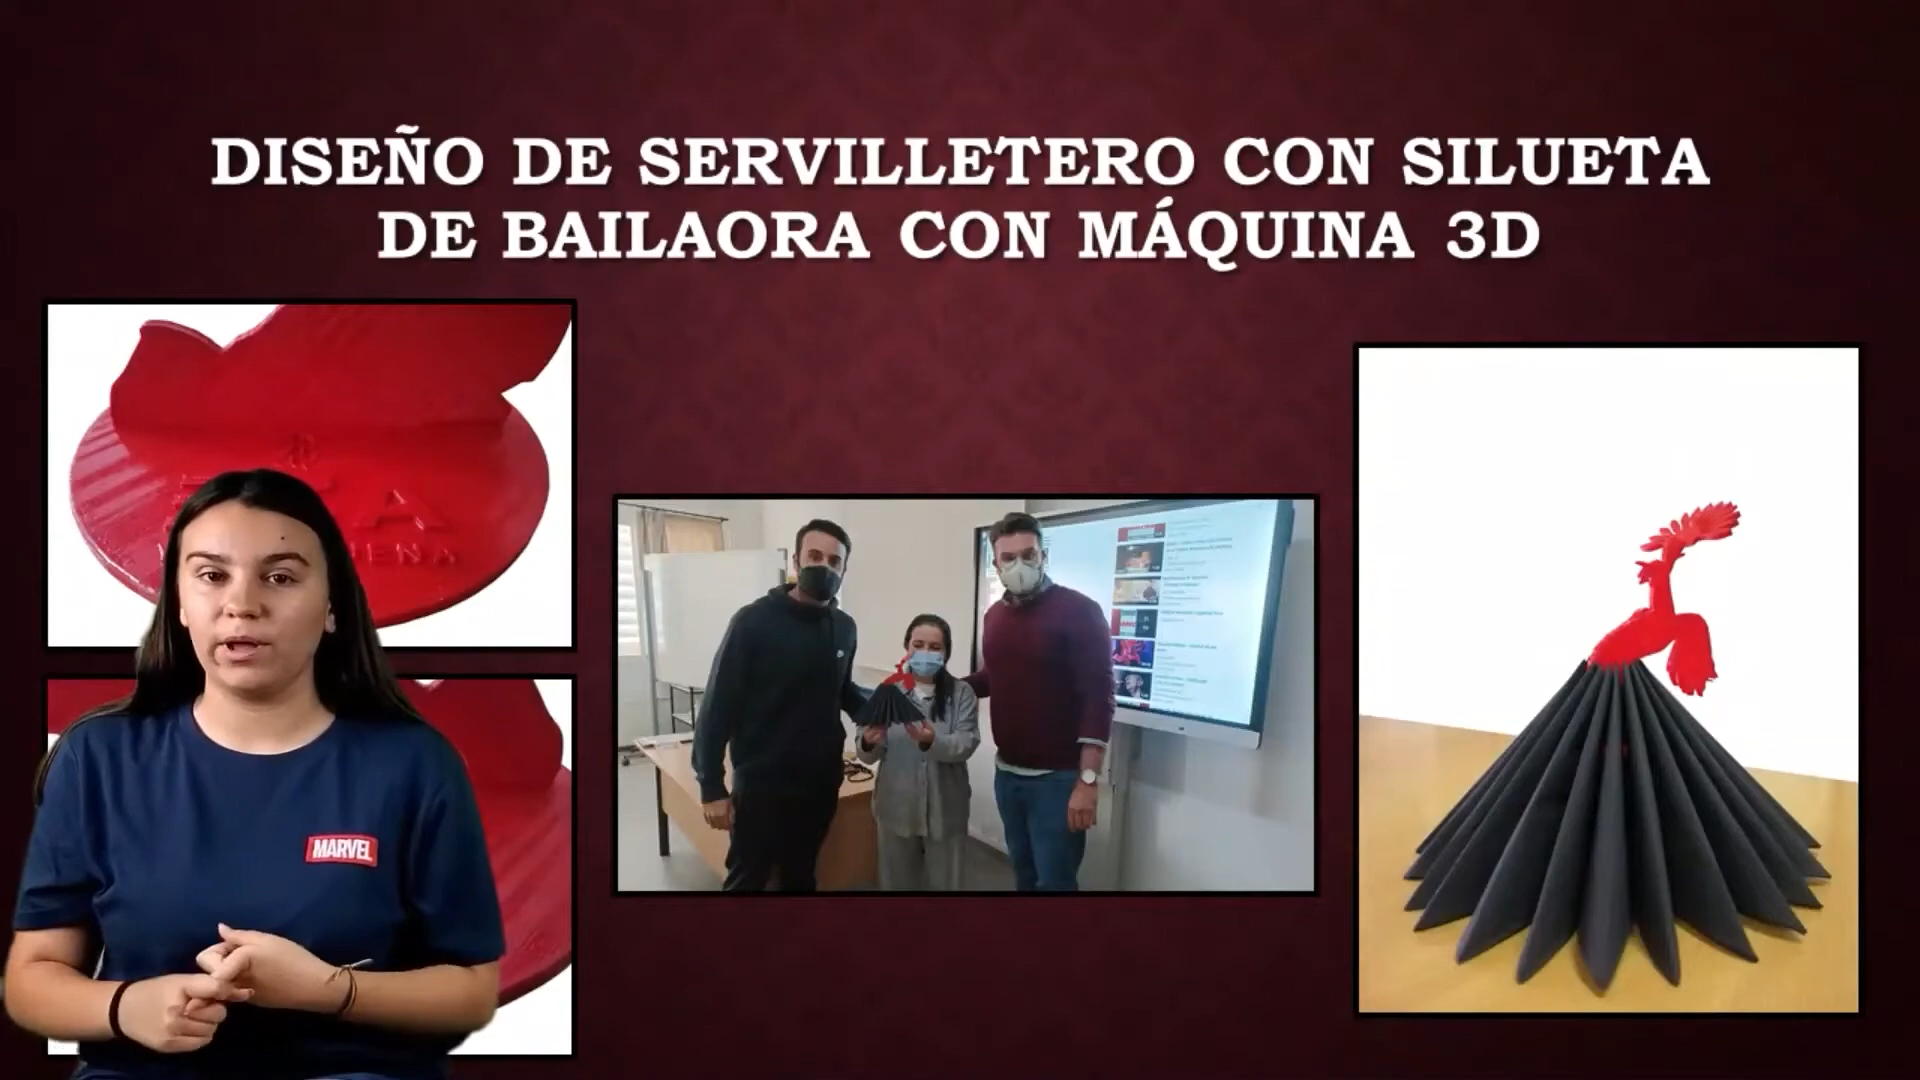 DISEÑO DE SERVILLETERO CON SILUETA
DE BAILAORA CON MÁQUINA 3D
MARVEL